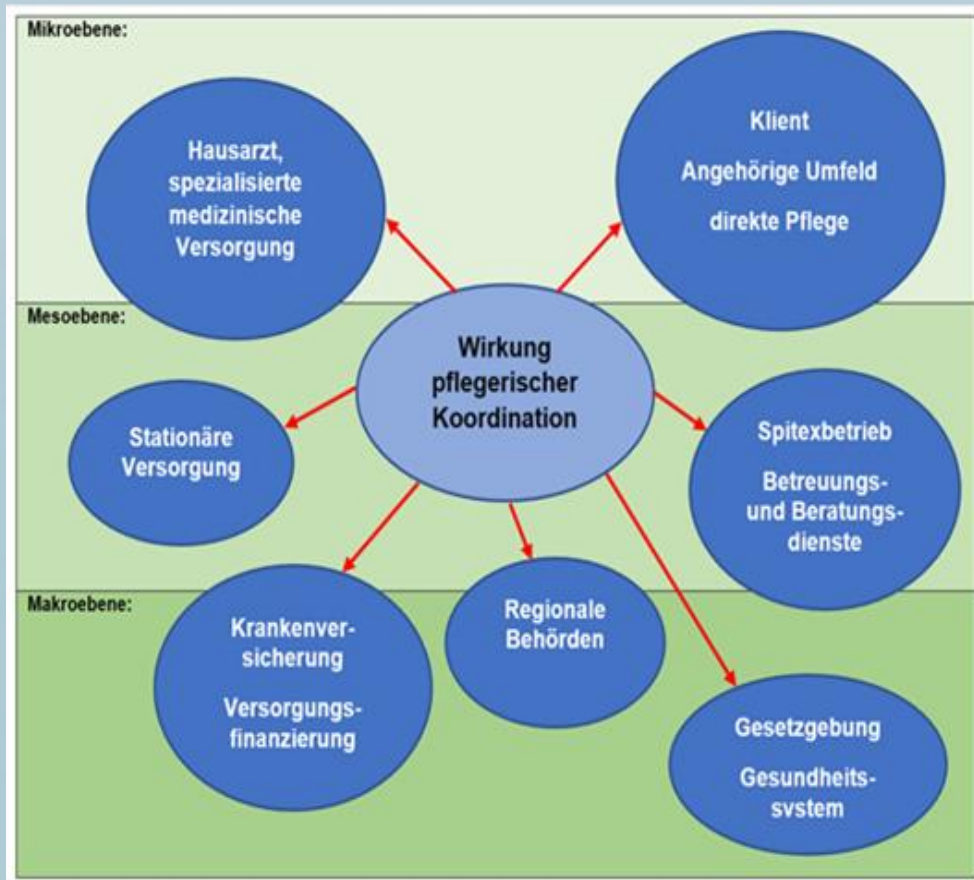 Mikroebene:
Hausarzt,
spezialisierte
medizinische
Versorgung
Klient
Angehörige Umfeld
direkte Pflege
Mesoebene:
Wirkung
pflegerischer
Koordination
Stationäre
Versorgung
Spitexbetrieb
Betreuungs-
und Beratungs-
dienste
Makroebene:
Krankenver-
sicherung
Versorgungs-
finanzierung
Regionale
Behörden
Gesetzgebung
Gesundheits-
system